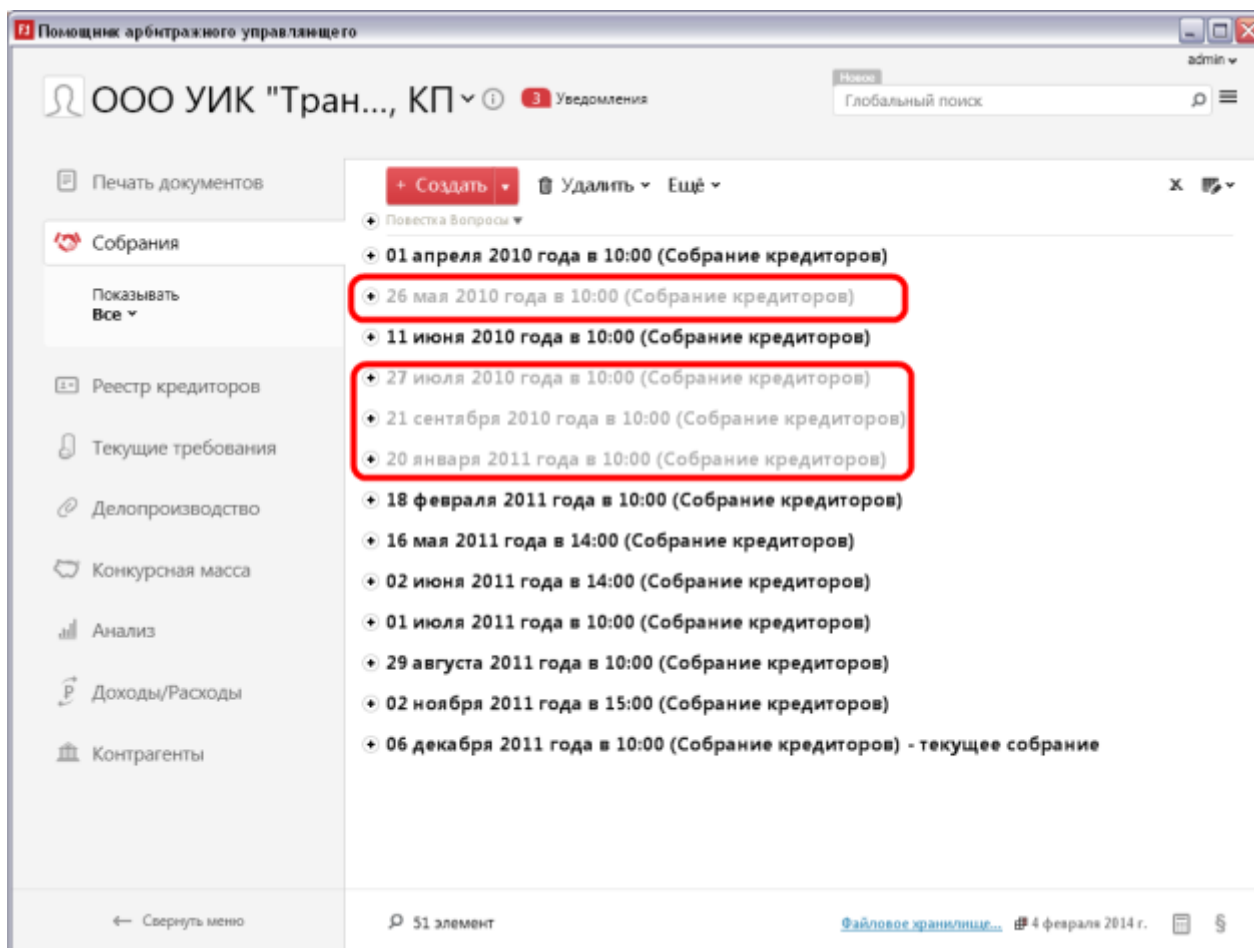 Помощник арбитражного управляющего
admin
ООО УИК "Тран..., КП
3 Уведомления
Новое
Глобальный поиск
Печать документов
Собрания
Показывать
Все
Реестр кредиторов
Текущие требования
Делопроизводство
Конкурсная масса
Анализ
Доходы/Расходы
Контрагенты
Свернуть меню
+ Создать
Удалить
Ещё
Повестка Вопросы
01 апреля 2010 года в 10:00 (Собрание кредиторов)
26 мая 2010 года в 10:00 (Собрание кредиторов)
11 июня 2010 года в 10:00 (Собрание кредиторов)
27 июля 2010 года в 10:00 (Собрание кредиторов)
21 сентября 2010 года в 10:00 (Собрание кредиторов)
20 января 2011 года в 10:00 (Собрание кредиторов)
18 февраля 2011 года в 10:00 (Собрание кредиторов)
16 мая 2011 года в 14:00 (Собрание кредиторов)
02 июня 2011 года в 14:00 (Собрание кредиторов)
01 июля 2011 года в 10:00 (Собрание кредиторов)
29 августа 2011 года в 10:00 (Собрание кредиторов)
02 ноября 2011 года в 15:00 (Собрание кредиторов)
06 декабря 2011 года в 10:00 (Собрание кредиторов) - текущее собрание
51 элемент
Файловое хранилище...
4 февраля 2014 г.
§